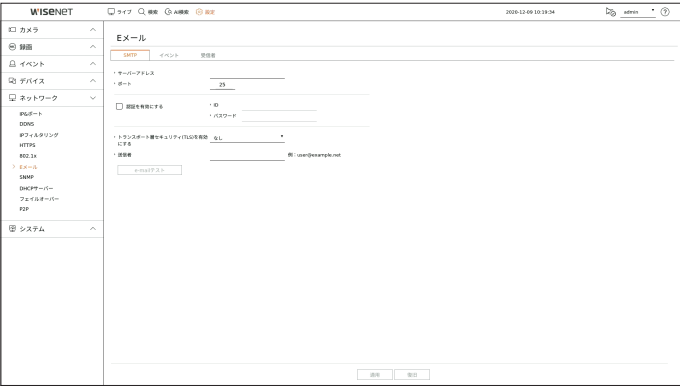 WISENET
ライブ 検索 AI検索 設定
2026-12-09 10:19:34
admin
カメラ
録画
イベント
デバイス
ネットワーク
IP&ポート
DDNS
IPフィルタリング
HTTPS
802.1x
Eメール
SNMP
DHCPサーバー
フェイルオーバー
P2P
システム
Eメール
SMTP イベント 受信者
サーバーアドレス
ポート 25
認証を有効にする
ID
パスワード
トランスポート層セキュリティ(TLS)を有効
にする
なし
送信者 例 : user@example.net
e-mailテスト
適用 復旧